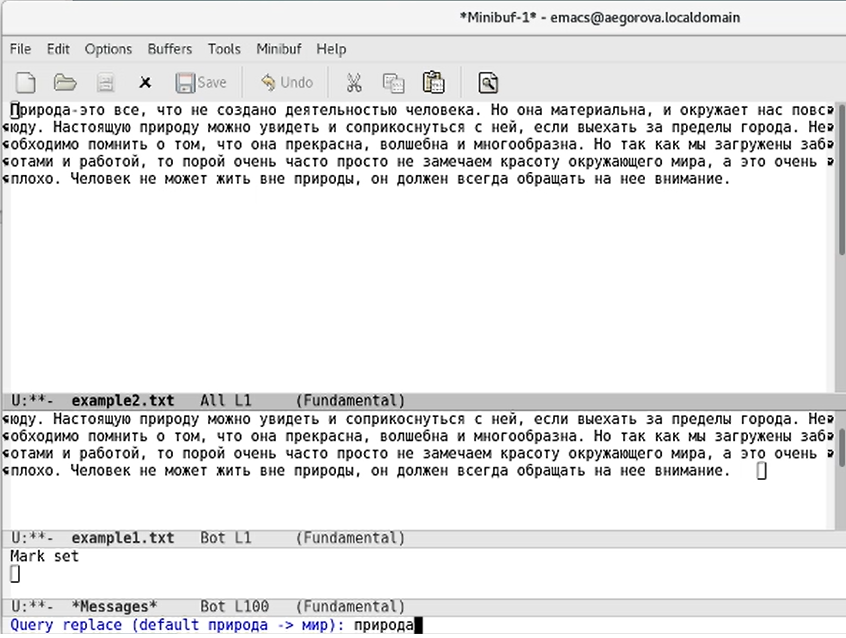 *Minibuf-1* - emacs@aegorova.localdomain
File Edit Options Buffers Tools Minibuf Help
Save Undo
Природа-это все, что не создано деятельностью человека. Но она материальна, и окружает нас повс
юду. Настоящую природу можно увидеть и соприкоснуться с ней, если выехать за пределы города. Не
обходимо помнить о том, что она прекрасна, волшебна и многообразна. Но так как мы загружены заб
отами и работой, то порой очень часто просто не замечаем красоту окружающего мира, а это очень
плохо. Человек не может жить вне природы, он должен всегда обращать на нее внимание.
U:**- example2.txt All L1 (Fundamental)
юду. Настоящую природу можно увидеть и соприкоснуться с ней, если выехать за пределы города. Не
обходимо помнить о том, что она прекрасна, волшебна и многообразна. Но так как мы загружены заб
отами и работой, то порой очень часто просто не замечаем красоту окружающего мира, а это очень
плохо. Человек не может жить вне природы, он должен всегда обращать на нее внимание.
U:**- example1.txt Bot L1 (Fundamental)
Mark set
U:**- *Messages* Bot L100 (Fundamental)
Query replace (default природа -> мир): природа